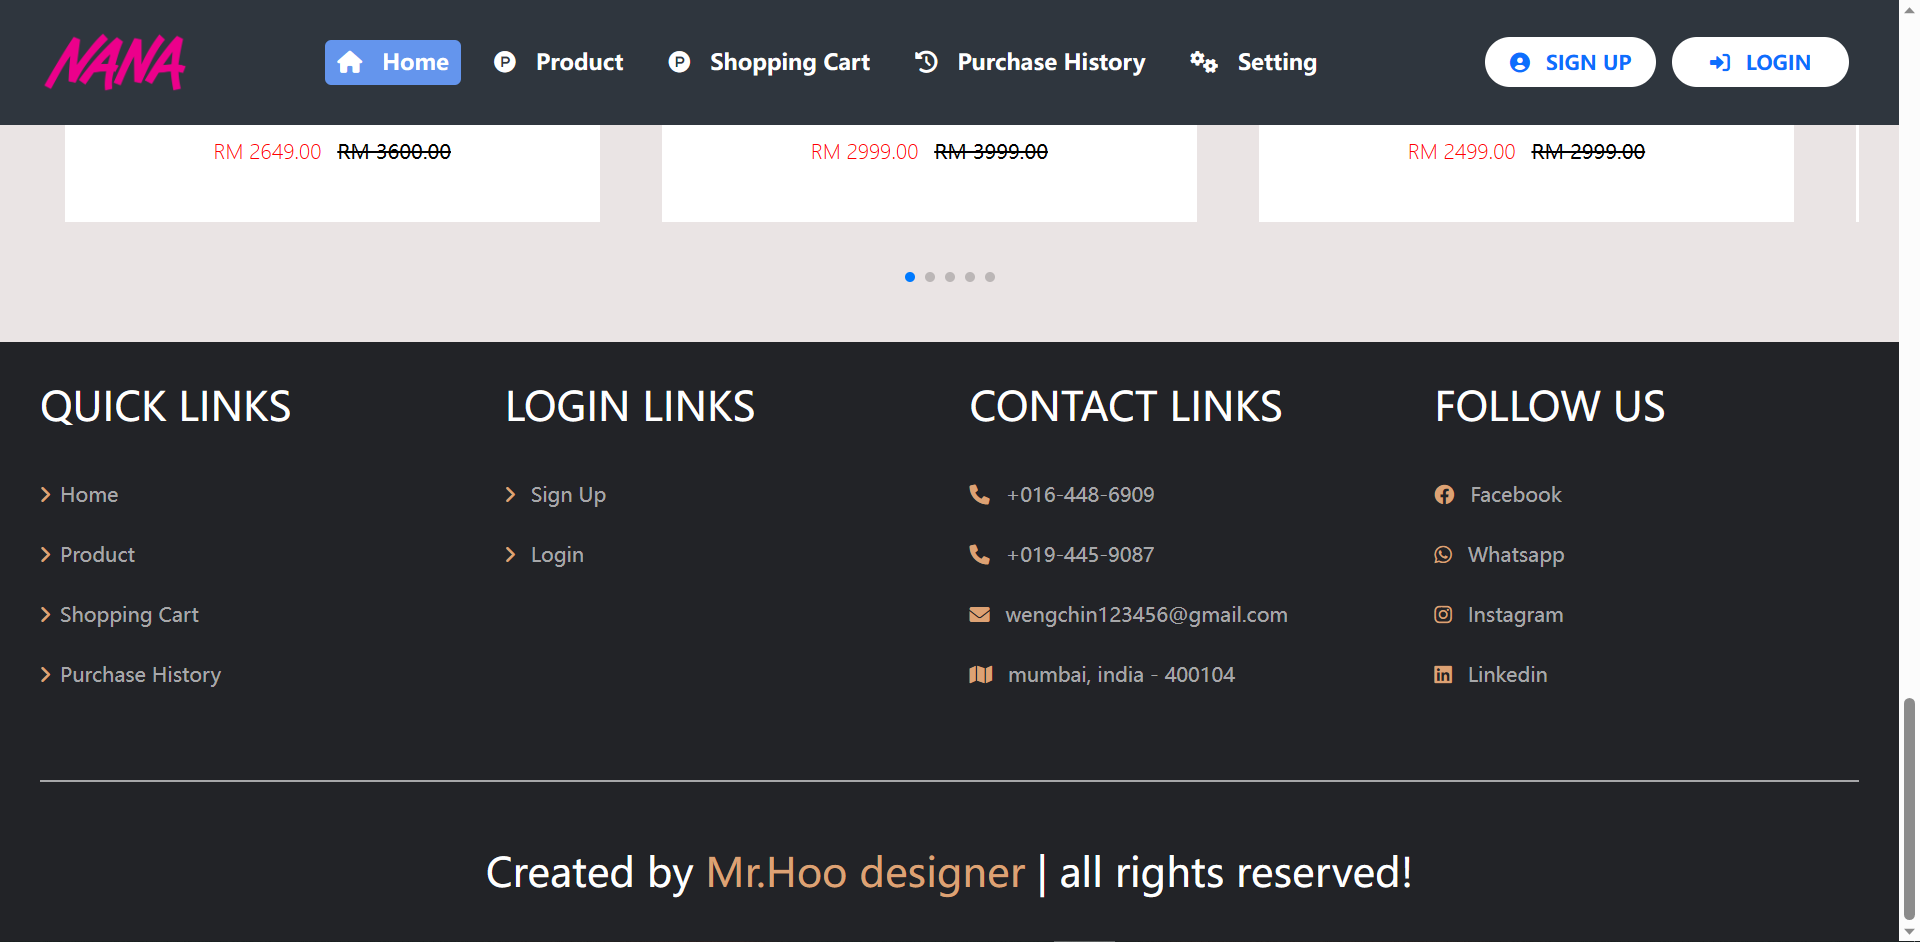 NANA
Home Product Shopping Cart Purchase History Setting SIGN UP LOGIN
RM 2649.00 RM 3600.00
RM 2999.00 RM 3999.00
RM 2499.00 RM 2999.00
QUICK LINKS
Home
Product
Shopping Cart
Purchase History
LOGIN LINKS
Sign Up
Login
CONTACT LINKS
+016-448-6909
+019-445-9087
wengchin123456@gmail.com
mumbai, india - 400104
FOLLOW US
Facebook
Whatsapp
Instagram
Linkedin
Created by Mr.Hoo designer | all rights reserved!